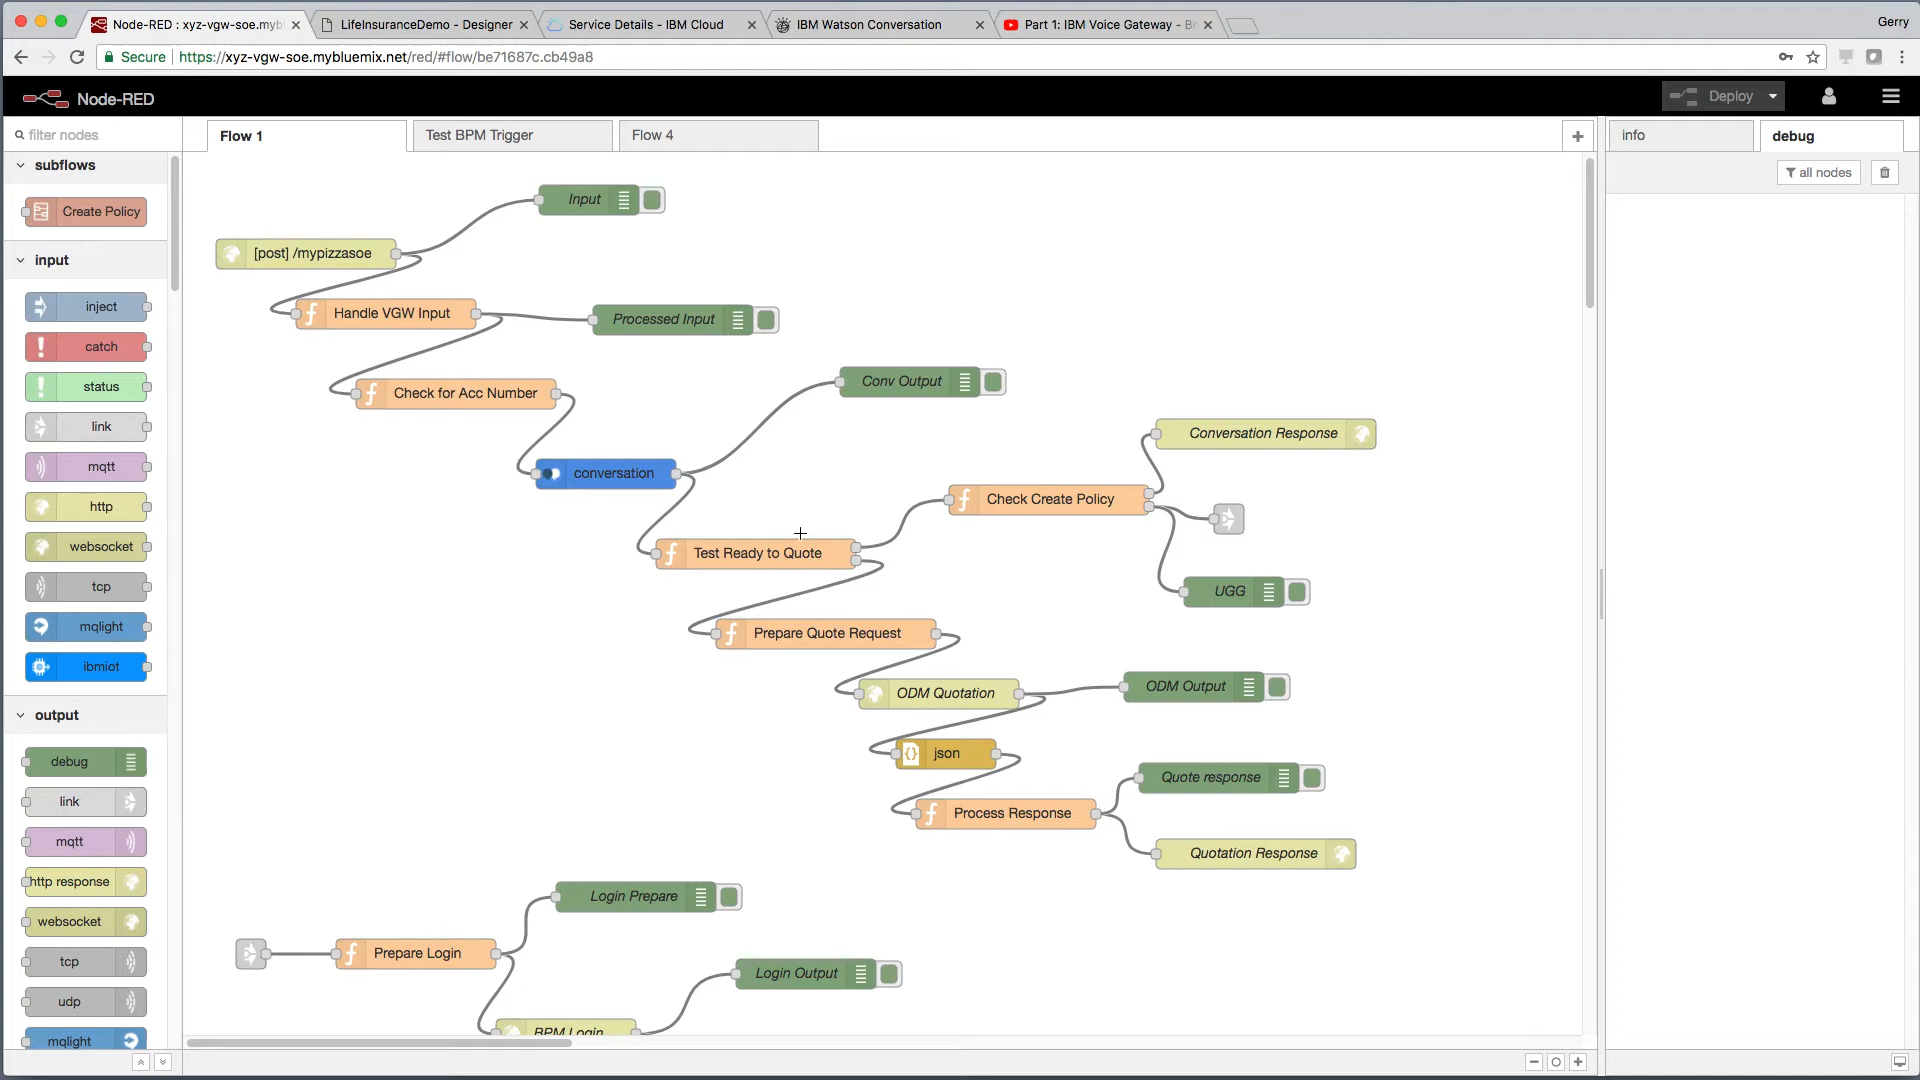 Node-RED : xyz-vgw-soe.myb
LifeInsuranceDemo - Designer
Service Details - IBM Cloud
IBM Watson Conversation
Part 1: IBM Voice Gateway - Br
Gerry
Secure
https://xyz-vgw-soe.mybluemix.net/red/#flow/be71687c.cb49a8
Node-RED
Deploy
filter nodes
Flow 1
Test BPM Trigger
Flow 4
info
debug
all nodes
subflows
Create Policy
input
inject
catch
status
link
mqtt
http
websocket
tcp
mqlight
ibmiot
output
debug
link
mqtt
http response
websocket
tcp
udp
mqlight
Input
[post] /mypizzasoe
Handle VGW Input
Processed Input
Check for Acc Number
Conv Output
Conversation Response
conversation
Check Create Policy
Test Ready to Quote
UGG
Prepare Quote Request
ODM Quotation
ODM Output
json
Quote response
Process Response
Quotation Response
Login Prepare
Prepare Login
Login Output
BPM Login